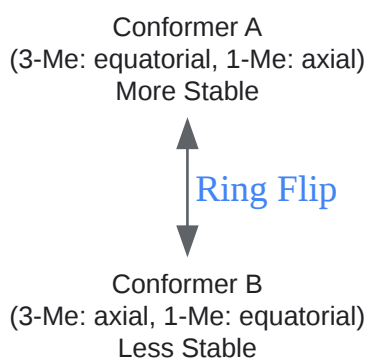 Conformer A
(3-Me: equatorial, 1-Me: axial)
More Stable
Ring Flip
Conformer B
(3-Me: axial, 1-Me: equatorial)
Less Stable